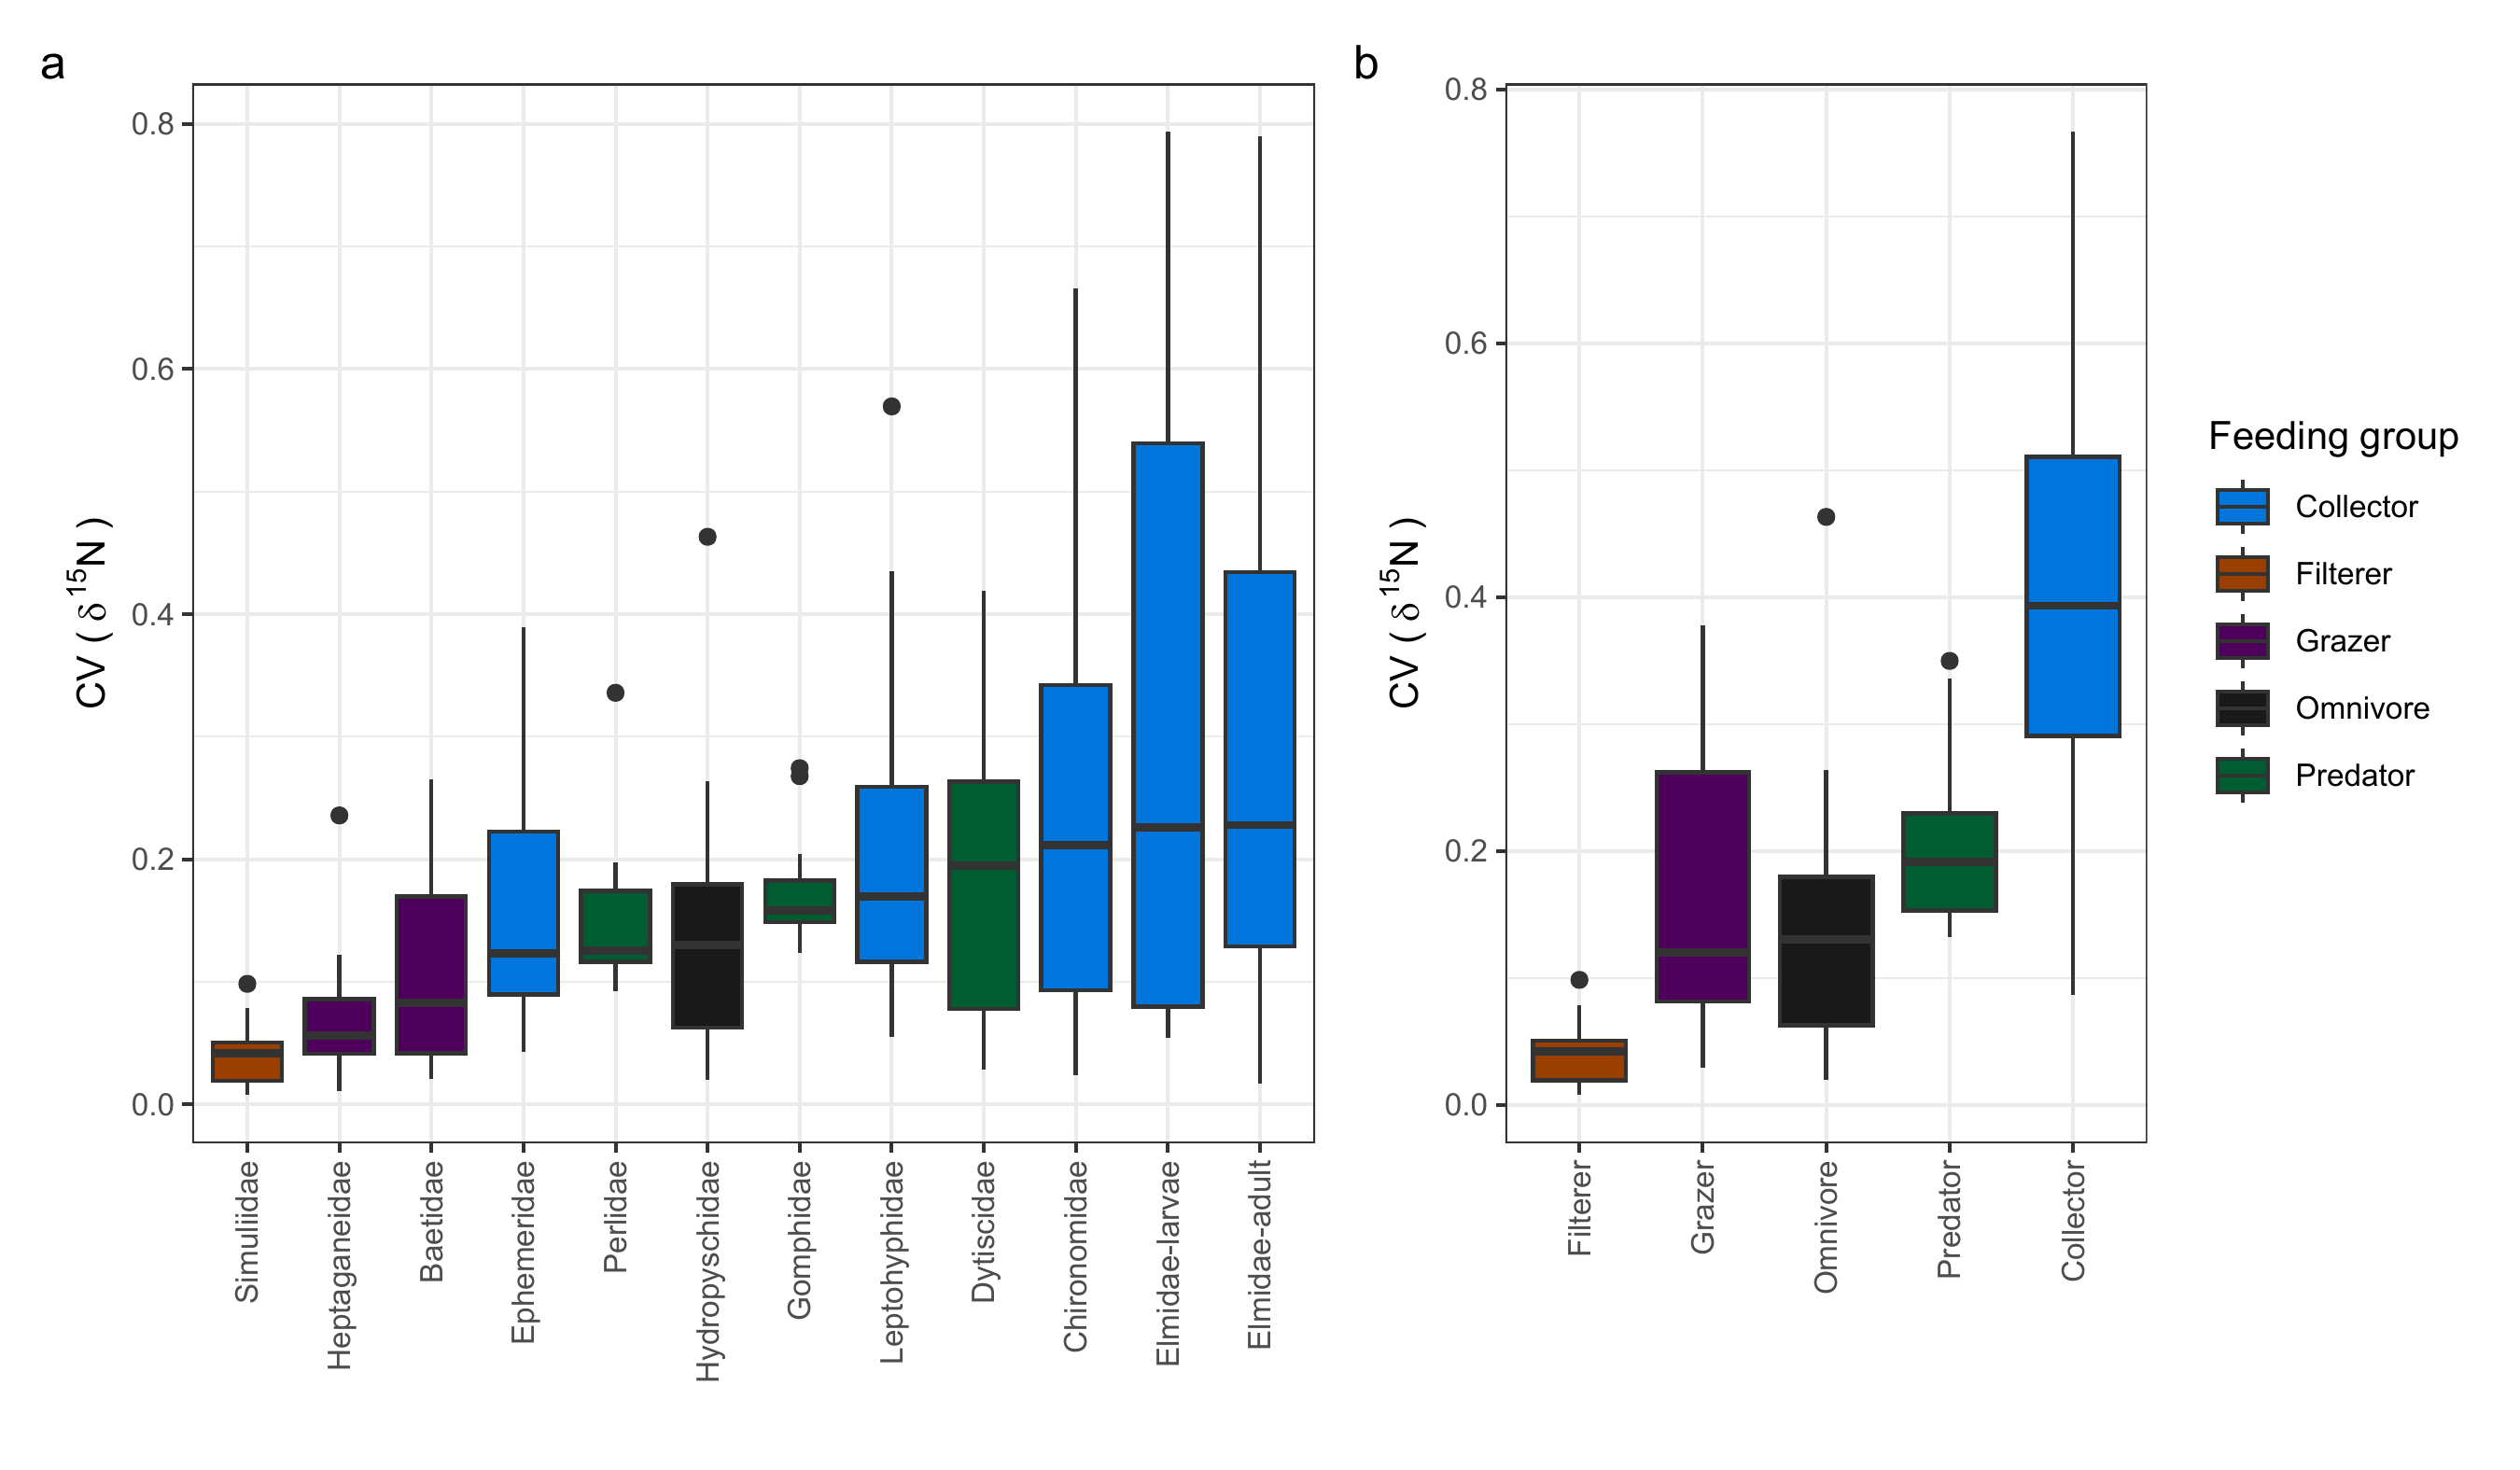 a
0.8
0.6
0.4
0.2
0.0
CV ( δ ¹⁵N )
Simuliidae
Heptaganeidae
Baetidae
Ephemeridae
Perlidae
Hydropyschidae
Gomphidae
Leptohyphidae
Dytiscidae
Chironomidae
Elmidae-larvae
Elmidae-adult
b
0.8
0.6
0.4
0.2
0.0
CV ( δ ¹⁵N )
Filterer
Grazer
Omnivore
Predator
Collector
Feeding group
Collector
Filterer
Grazer
Omnivore
Predator